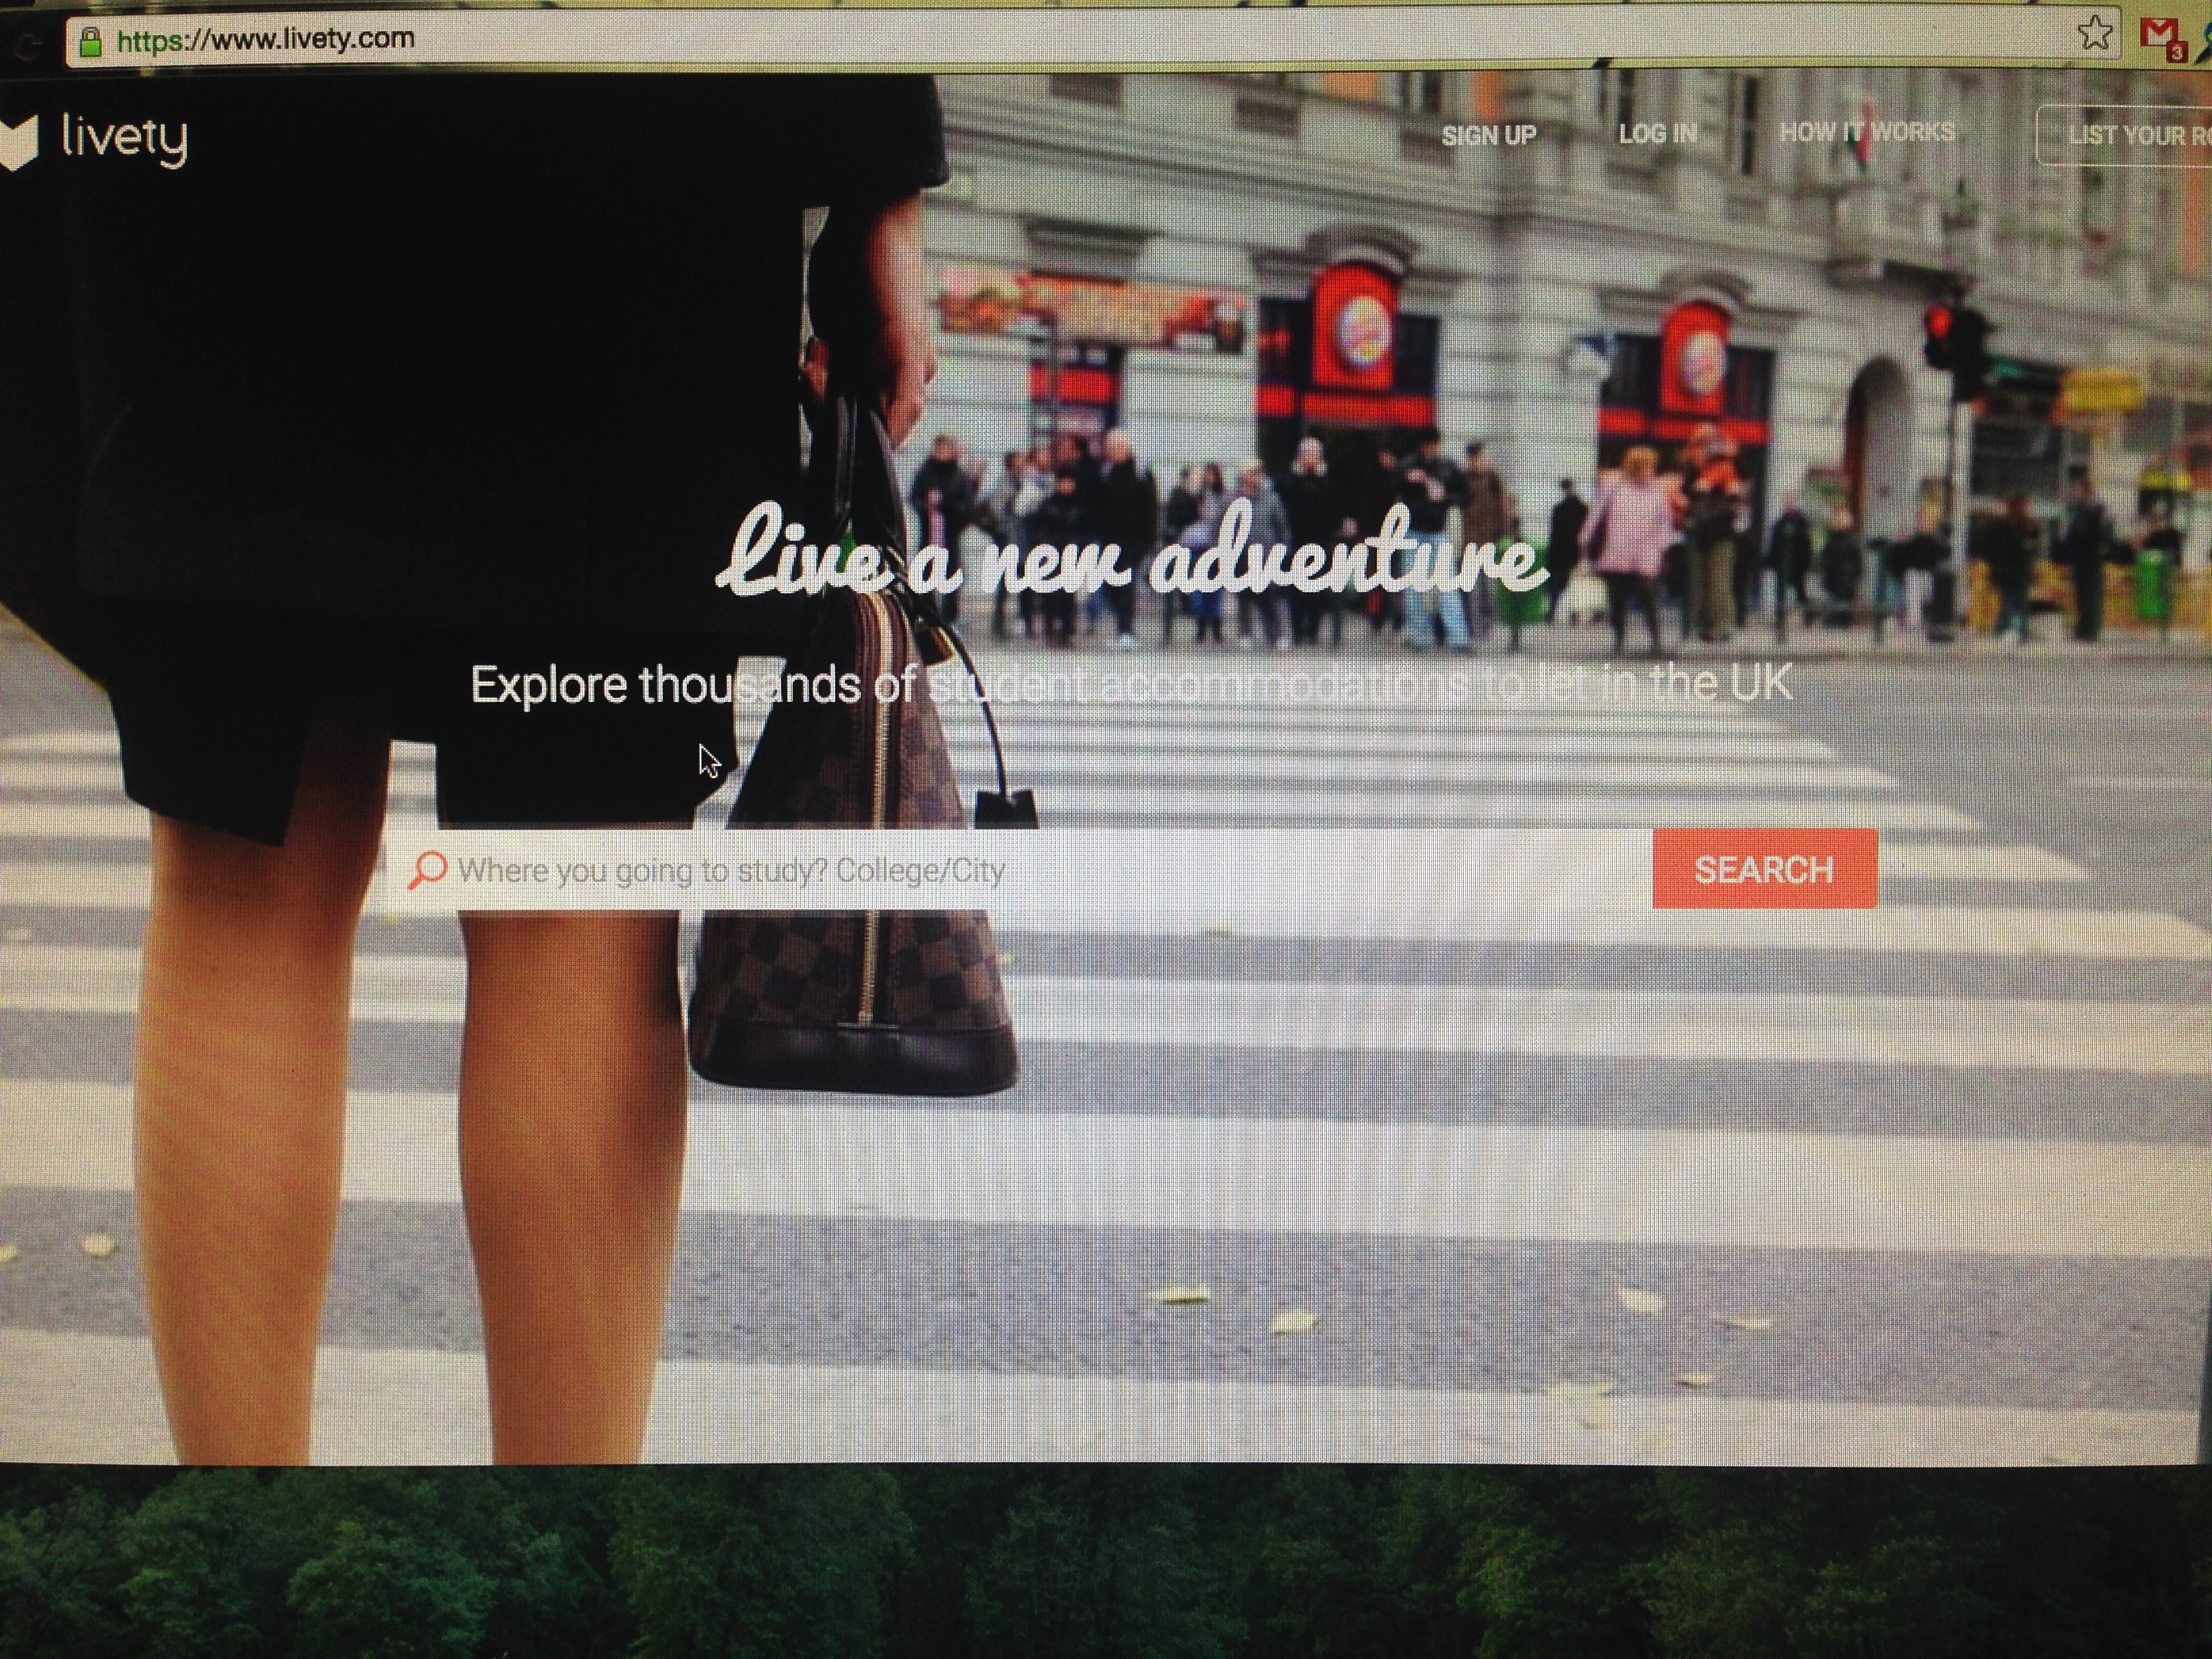 https://www.livety.com
3
livety
SIGN UP
LOG IN
HOW IT WORKS
LIST YOUR
Live a new adventure
Explore thousands of student accommodations to let in the UK
Where you going to study? College/City
SEARCH